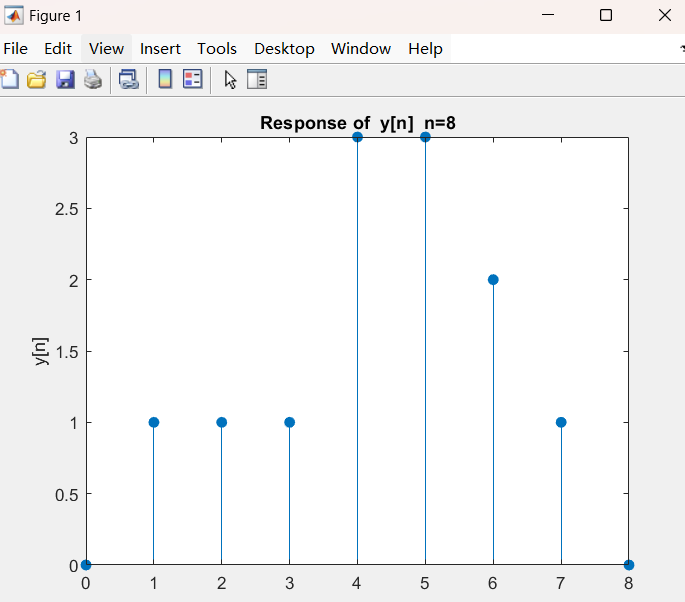 Figure 1
File Edit View Insert Tools Desktop Window Help
Response of y[n] n=8
3
2.5
2
1.5
1
0.5
0
y[n]
0 1 2 3 4 5 6 7 8